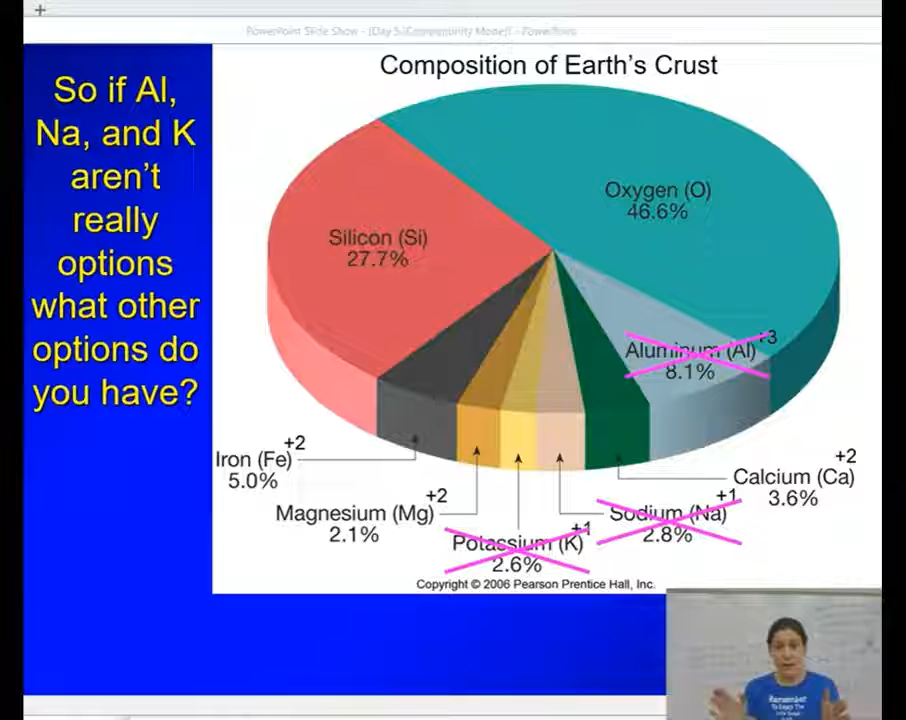 +
PowerPoint Slide Show - [Day 5
- PowerPoint
So if Al,
Na, and K
aren't
really
options
what other
options do
you have?
Composition of Earth's Crust
Oxygen (O)
46.6%
Silicon (Si)
27.7%
Aluminum (Al) +3
8.1%
Iron (Fe) +2
5.0%
Magnesium (Mg) +2
2.1%
Potassium (K) +1
2.6%
Sodium (Na) +1
2.8%
Calcium (Ca) +2
3.6%
Copyright © 2006 Pearson Prentice Hall, Inc.
Remember